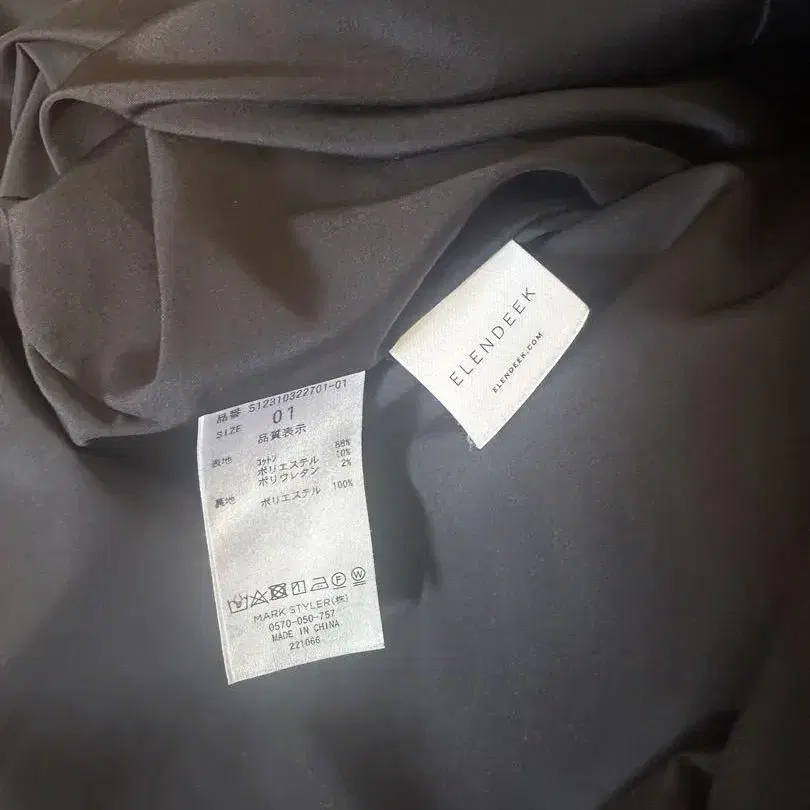 品番 512310322701-01
SIZE 01
品質表示
表地 コットン 88%
ポリエステル 10%
ポリウレタン 2%
裏地 ポリエステル 100%
MARK STYLER(株)
0570-050-757
MADE IN CHINA
221066
ELENDEEK
ELENDEEK.COM